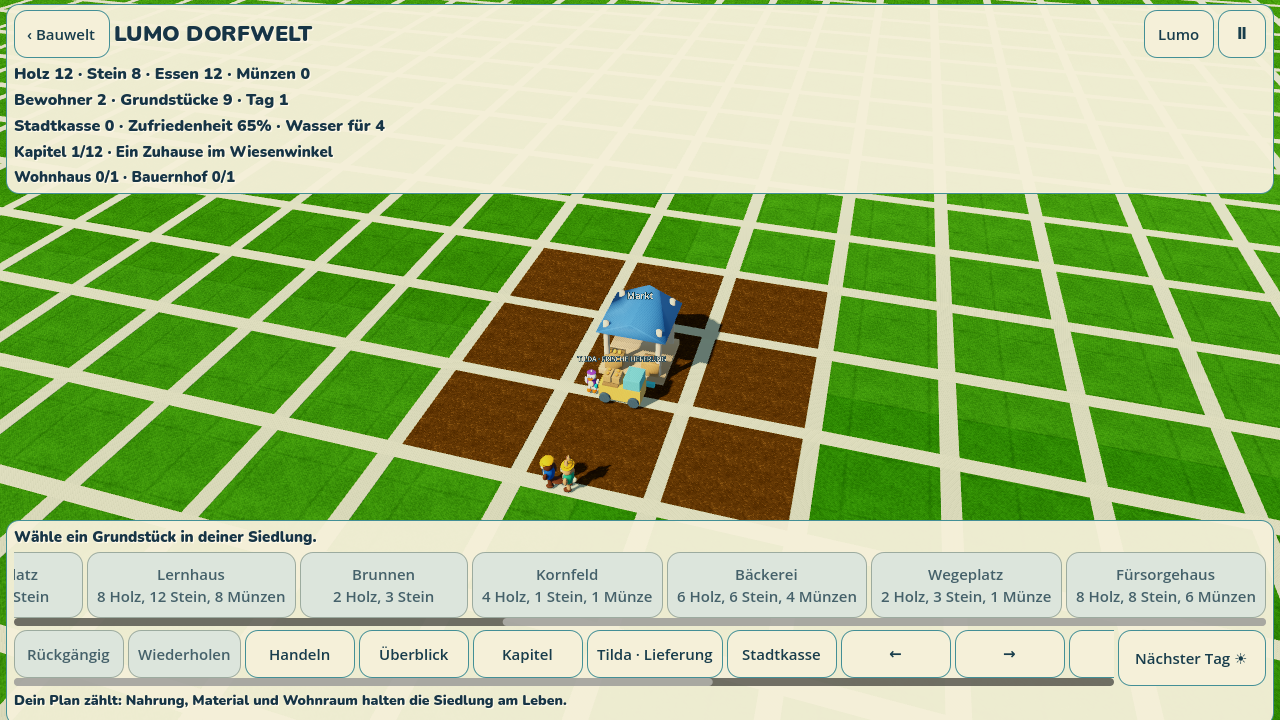 ‹ Bauwelt
LUMO DORFWELT
Lumo
Holz 12 · Stein 8 · Essen 12 · Münzen 0
Bewohner 2 · Grundstücke 9 · Tag 1
Stadtkasse 0 · Zufriedenheit 65% · Wasser für 4
Kapitel 1/12 · Ein Zuhause im Wiesenwinkel
Wohnhaus 0/1 · Bauernhof 0/1
Markt
TILDA · FRISCHE LIEFERUNG
Wähle ein Grundstück in deiner Siedlung.
latz
Stein
Lernhaus
8 Holz, 12 Stein, 8 Münzen
Brunnen
2 Holz, 3 Stein
Kornfeld
4 Holz, 1 Stein, 1 Münze
Bäckerei
6 Holz, 6 Stein, 4 Münzen
Wegeplatz
2 Holz, 3 Stein, 1 Münze
Fürsorgehaus
8 Holz, 8 Stein, 6 Münzen
Rückgängig
Wiederholen
Handeln
Überblick
Kapitel
Tilda · Lieferung
Stadtkasse
←
→
Nächster Tag ☀
Dein Plan zählt: Nahrung, Material und Wohnraum halten die Siedlung am Leben.